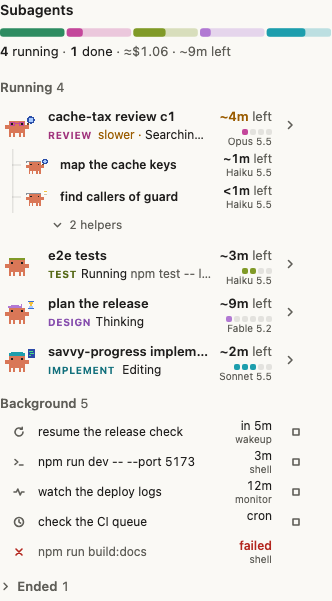 Subagents
4 running · 1 done · ≈$1.06 · ~9m left
Running 4
cache-tax review c1 ~4m left
REVIEW slower · Searchin... Opus 5.5
map the cache keys ~1m left
Haiku 5.5
find callers of guard <1m left
Haiku 5.5
2 helpers
e2e tests ~3m left
TEST Running npm test -- l... Haiku 5.5
plan the release ~9m left
DESIGN Thinking Fable 5.2
savvy-progress implem... ~2m left
IMPLEMENT Editing Sonnet 5.5
Background 5
resume the release check in 5m
wakeup
npm run dev -- --port 5173 3m
shell
watch the deploy logs 12m
monitor
check the CI queue cron
npm run build:docs failed
shell
Ended 1